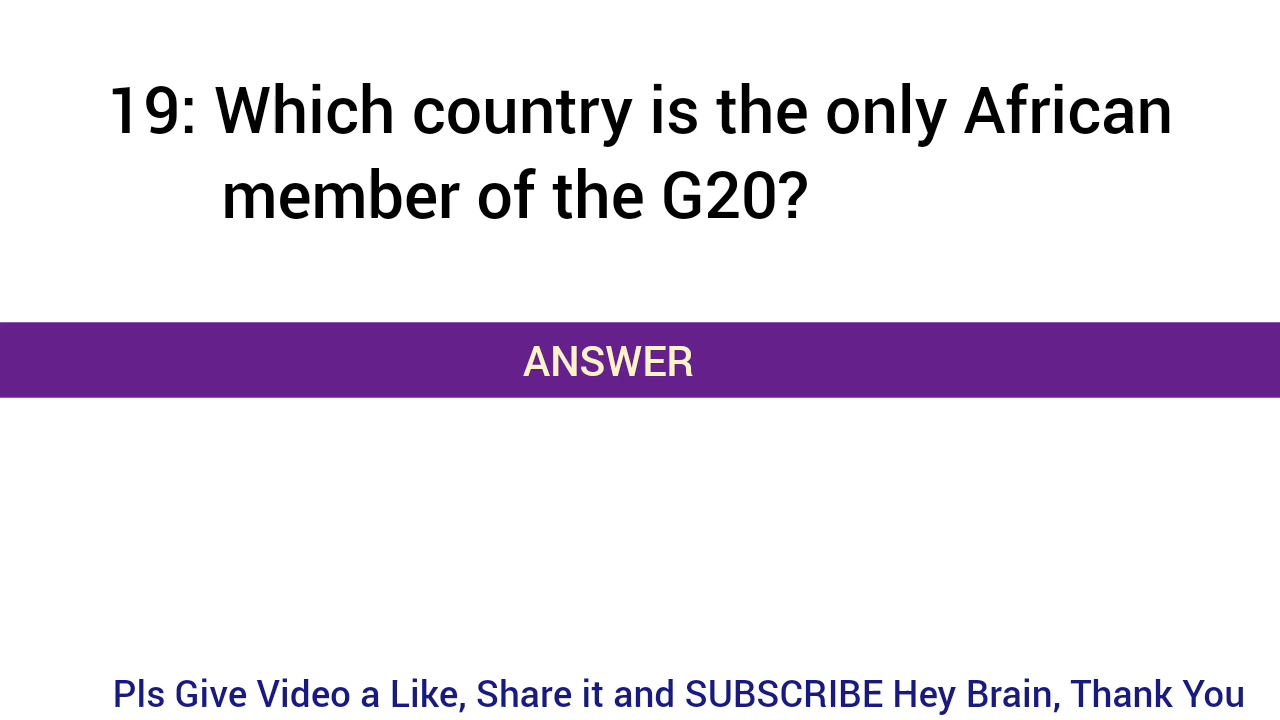 19: Which country is the only African
member of the G20?
ANSWER
Pls Give Video a Like, Share it and SUBSCRIBE Hey Brain, Thank You